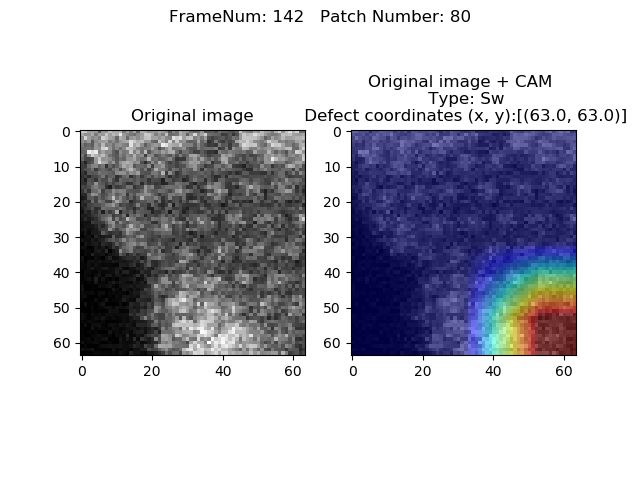 FrameNum: 142   Patch Number: 80
Original image
Original image + CAM
Type: Sw
Defect coordinates (x, y):[(63.0, 63.0)]
0
10
20
30
40
50
60
0 20 40 60
0
10
20
30
40
50
60
0 20 40 60